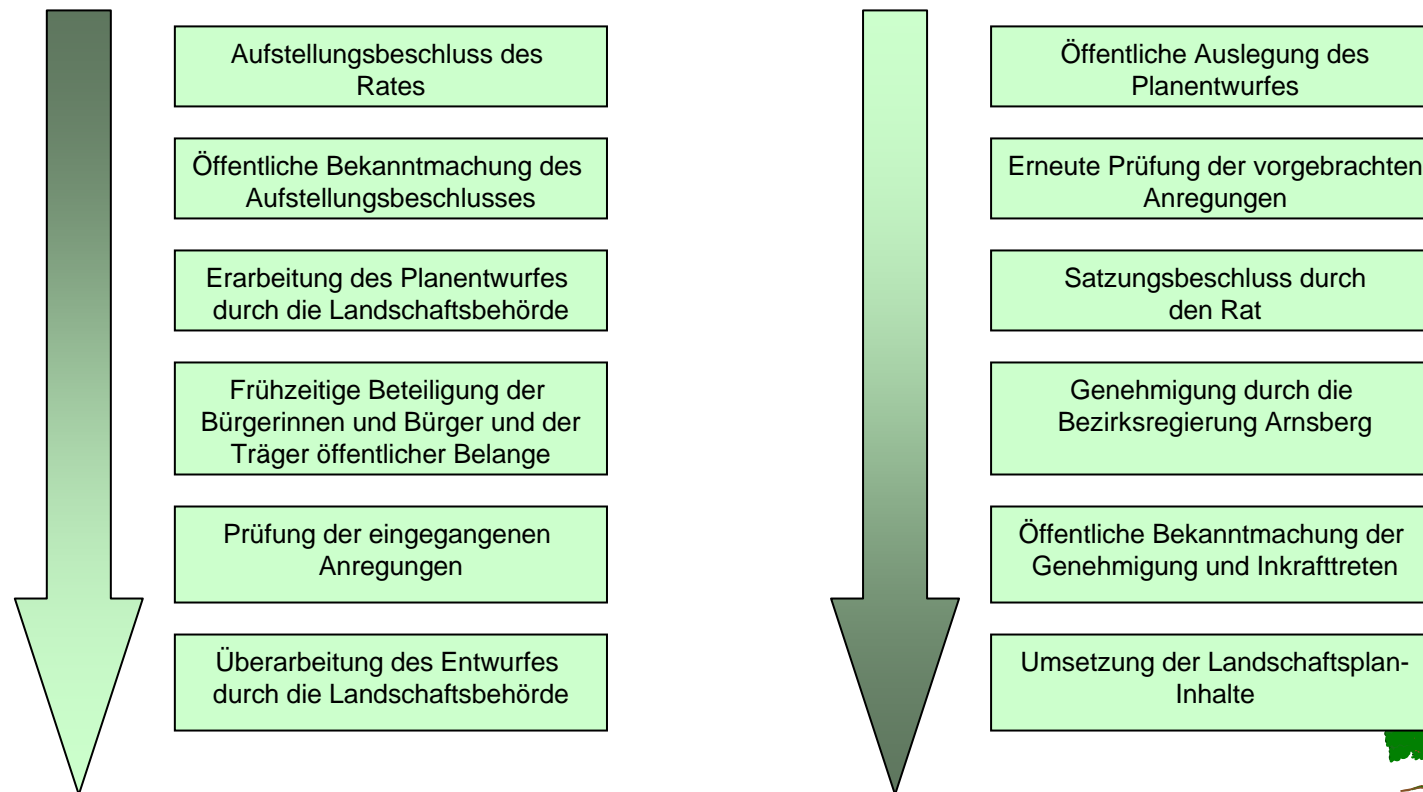 Aufstellungsbeschluss des
Rates
Öffentliche Bekanntmachung des
Aufstellungsbeschlusses
Erarbeitung des Planentwurfes
durch die Landschaftsbehörde
Frühzeitige Beteiligung der
Bürgerinnen und Bürger und der
Träger öffentlicher Belange
Prüfung der eingegangenen
Anregungen
Überarbeitung des Entwurfes
durch die Landschaftsbehörde
Öffentliche Auslegung des
Planentwurfes
Erneute Prüfung der vorgebrachten
Anregungen
Satzungsbeschluss durch
den Rat
Genehmigung durch die
Bezirksregierung Arnsberg
Öffentliche Bekanntmachung der
Genehmigung und Inkrafttreten
Umsetzung der Landschaftsplan-
Inhalte